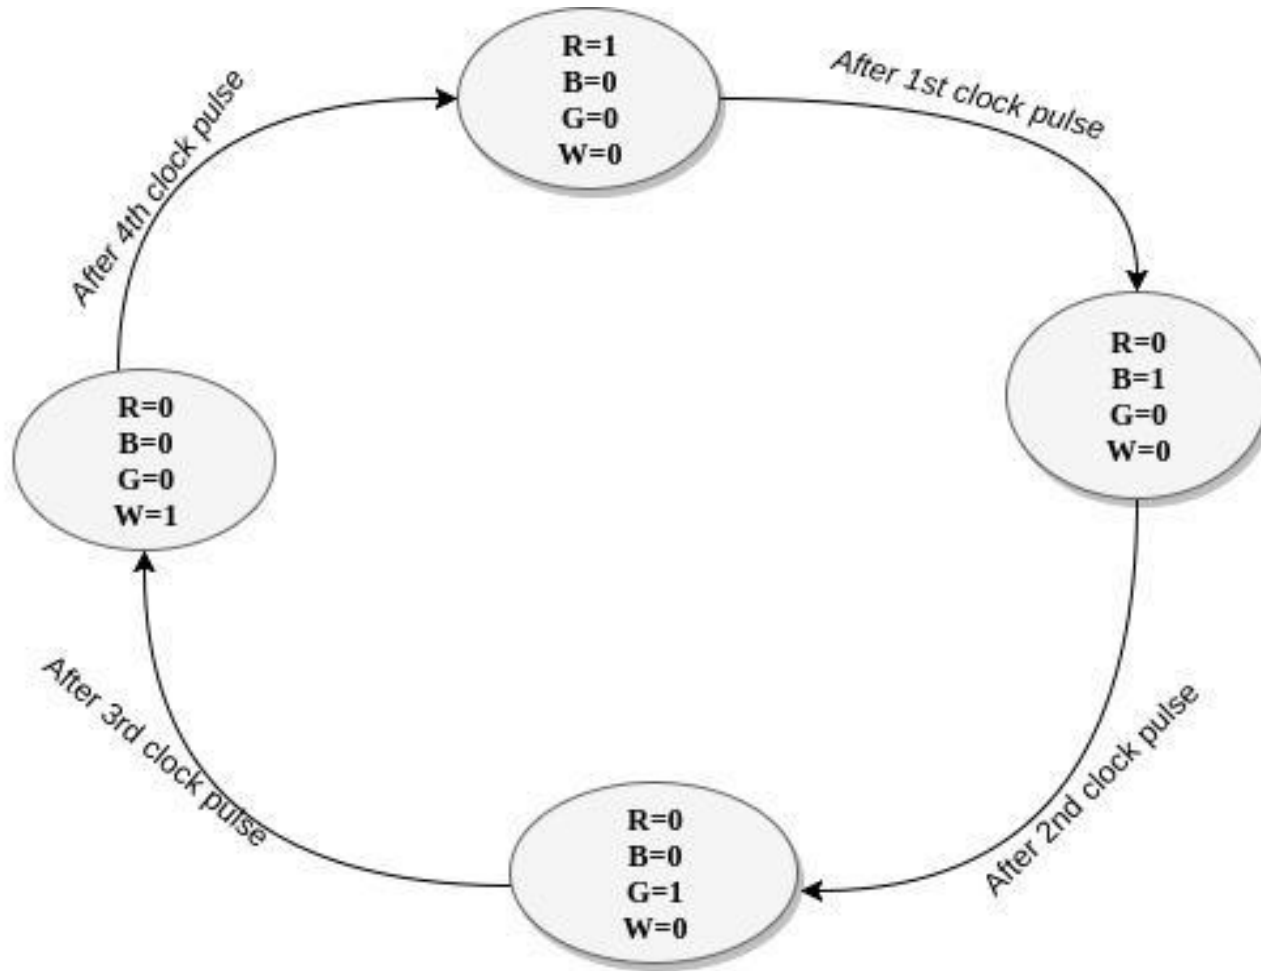 R=1
B=0
G=0
W=0
After 1st clock pulse
R=0
B=1
G=0
W=0
After 2nd clock pulse
R=0
B=0
G=1
W=0
After 3rd clock pulse
R=0
B=0
G=0
W=1
After 4th clock pulse